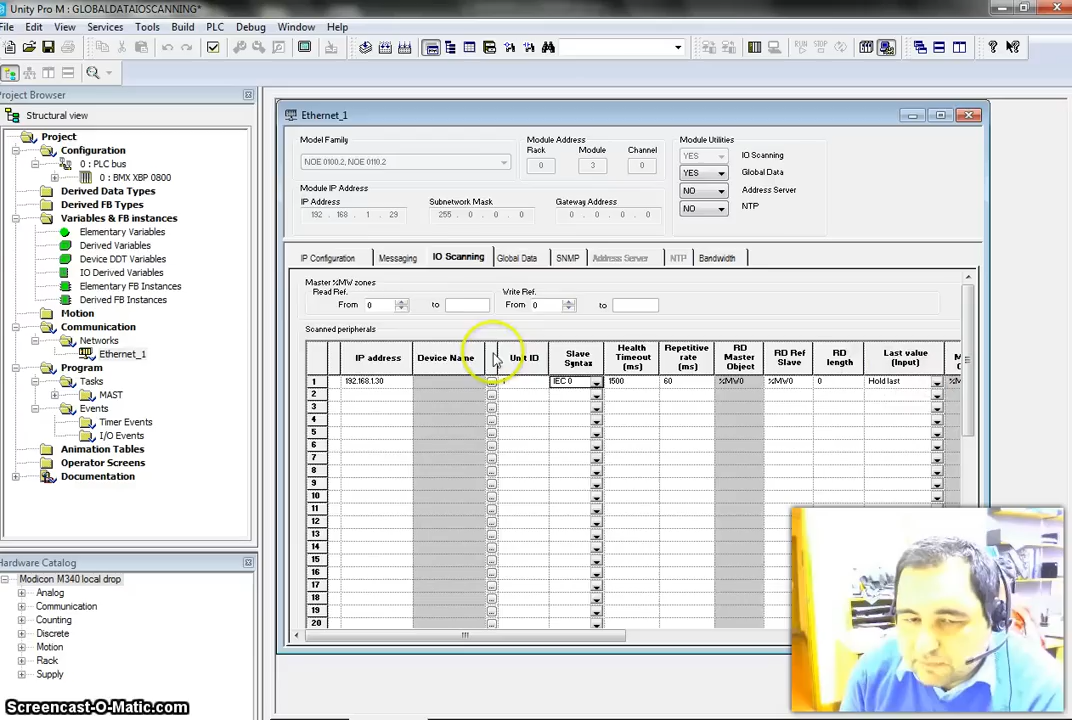 Unity Pro M : GLOBALDATAIOSCANNING*
File Edit View Services Tools Build PLC Debug Window Help
RUN STOP
Project Browser
Structural view
Project
Configuration
0 : PLC bus
0 : BMX XBP 0800
Derived Data Types
Derived FB Types
Variables & FB instances
Elementary Variables
Derived Variables
Device DDT Variables
IO Derived Variables
Elementary FB Instances
Derived FB Instances
Motion
Communication
Networks
Ethernet_1
Program
Tasks
MAST
Events
Timer Events
I/O Events
Animation Tables
Operator Screens
Documentation
Hardware Catalog
Modicon M340 local drop
Analog
Communication
Counting
Discrete
Motion
Rack
Supply
Ethernet_1
Model Family
NOE 0100.2, NOE 0110.2
Module Address
Rack Module Channel
0 3 0
Module Utilities
YES IO Scanning
YES Global Data
NO Address Server
NO NTP
Module IP Address
IP Address Subnetwork Mask Gateway Address
192 . 168 . 1 . 29 255 . 0 . 0 . 0 0 . 0 . 0 . 0
IP Configuration Messaging IO Scanning Global Data SNMP Address Server NTP Bandwidth
Master %MW zones
Read Ref. Write Ref.
From 0 to From 0 to
Scanned peripherals
IP address Device Name Unit ID Slave Syntax Health Timeout (ms) Repetitive rate (ms) RD Master Object RD Ref Slave RD length Last value (Input)
1 192.168.1.30 ... IEC 0 1500 60 %MW0 %MW0 0 Hold last
2 ...
3 ...
4 ...
5 ...
6 ...
7 ...
8 ...
9 ...
10 ...
11 ...
12 ...
13 ...
14 ...
15 ...
16 ...
17 ...
18 ...
19 ...
20 ...
Screencast-O-Matic.com